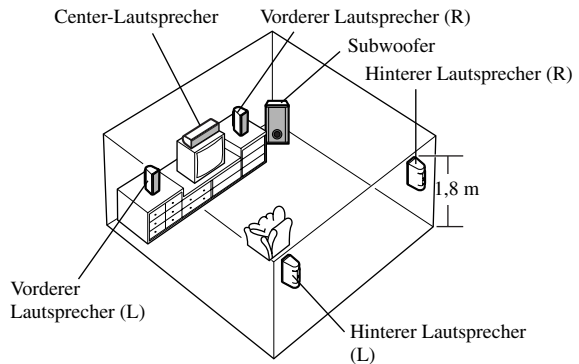 Center-Lautsprecher
Vorderer Lautsprecher (R)
Subwoofer
Hinterer Lautsprecher (R)
1,8 m
Vorderer
Lautsprecher (L)
Hinterer Lautsprecher
(L)